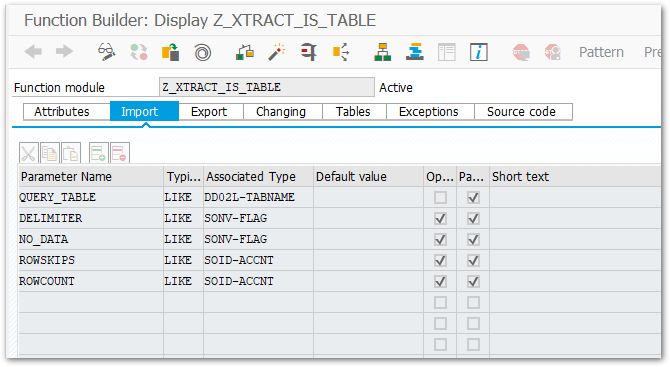 Function Builder: Display Z_XTRACT_IS_TABLE
Pattern Pre
Function module Z_XTRACT_IS_TABLE Active
Attributes Import Export Changing Tables Exceptions Source code
Parameter Name Typi... Associated Type Default value Op... Pa... Short text
QUERY_TABLE LIKE DD02L-TABNAME
DELIMITER LIKE SONV-FLAG
NO_DATA LIKE SONV-FLAG
ROWSKIPS LIKE SOID-ACCNT
ROWCOUNT LIKE SOID-ACCNT